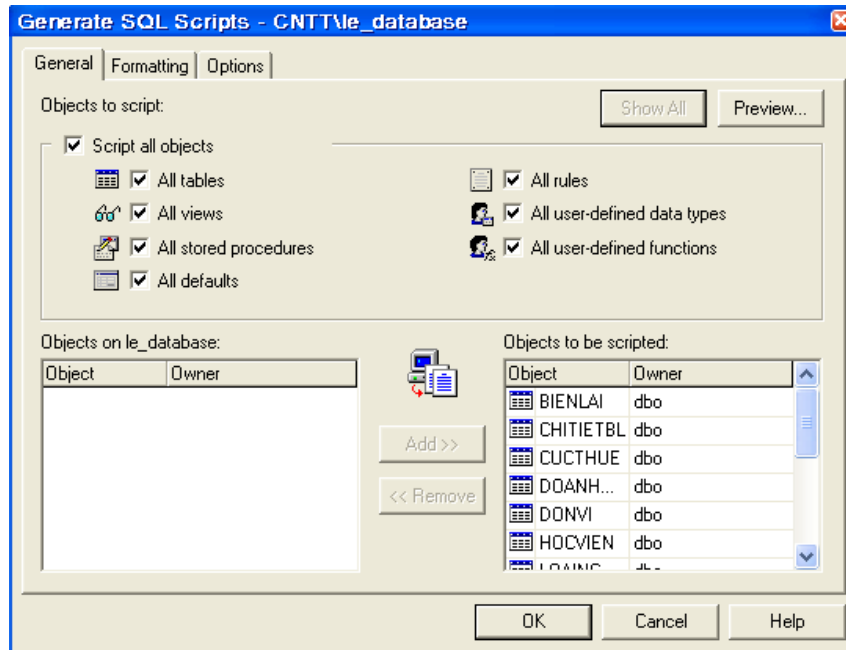 Generate SQL Scripts - CNTT\le_database
General Formatting Options
Objects to script:
Show All Preview...
Script all objects
All tables All rules
All views All user-defined data types
All stored procedures All user-defined functions
All defaults
Objects on le_database: Objects to be scripted:
Object Owner Object Owner
BIENLAI dbo
CHITIETBL dbo
Add >> CUCTHUE dbo
<< Remove DOANH... dbo
DONVI dbo
HOCVIEN dbo
OK Cancel Help